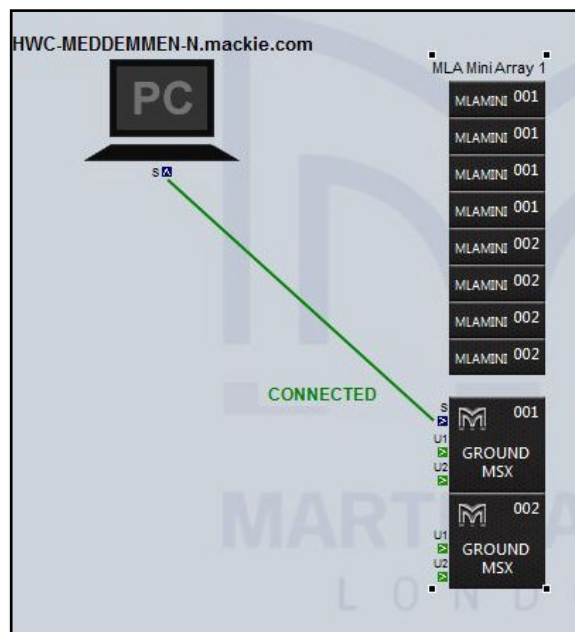 HWC-MEDDEMMEN-N.mackie.com
PC
S
MLA Mini Array 1
MLAMINI 001
MLAMINI 001
MLAMINI 001
MLAMINI 001
MLAMINI 002
MLAMINI 002
MLAMINI 002
MLAMINI 002
CONNECTED
S
001
U1
U2
GROUND
MSX
002
U1
U2
GROUND
MSX